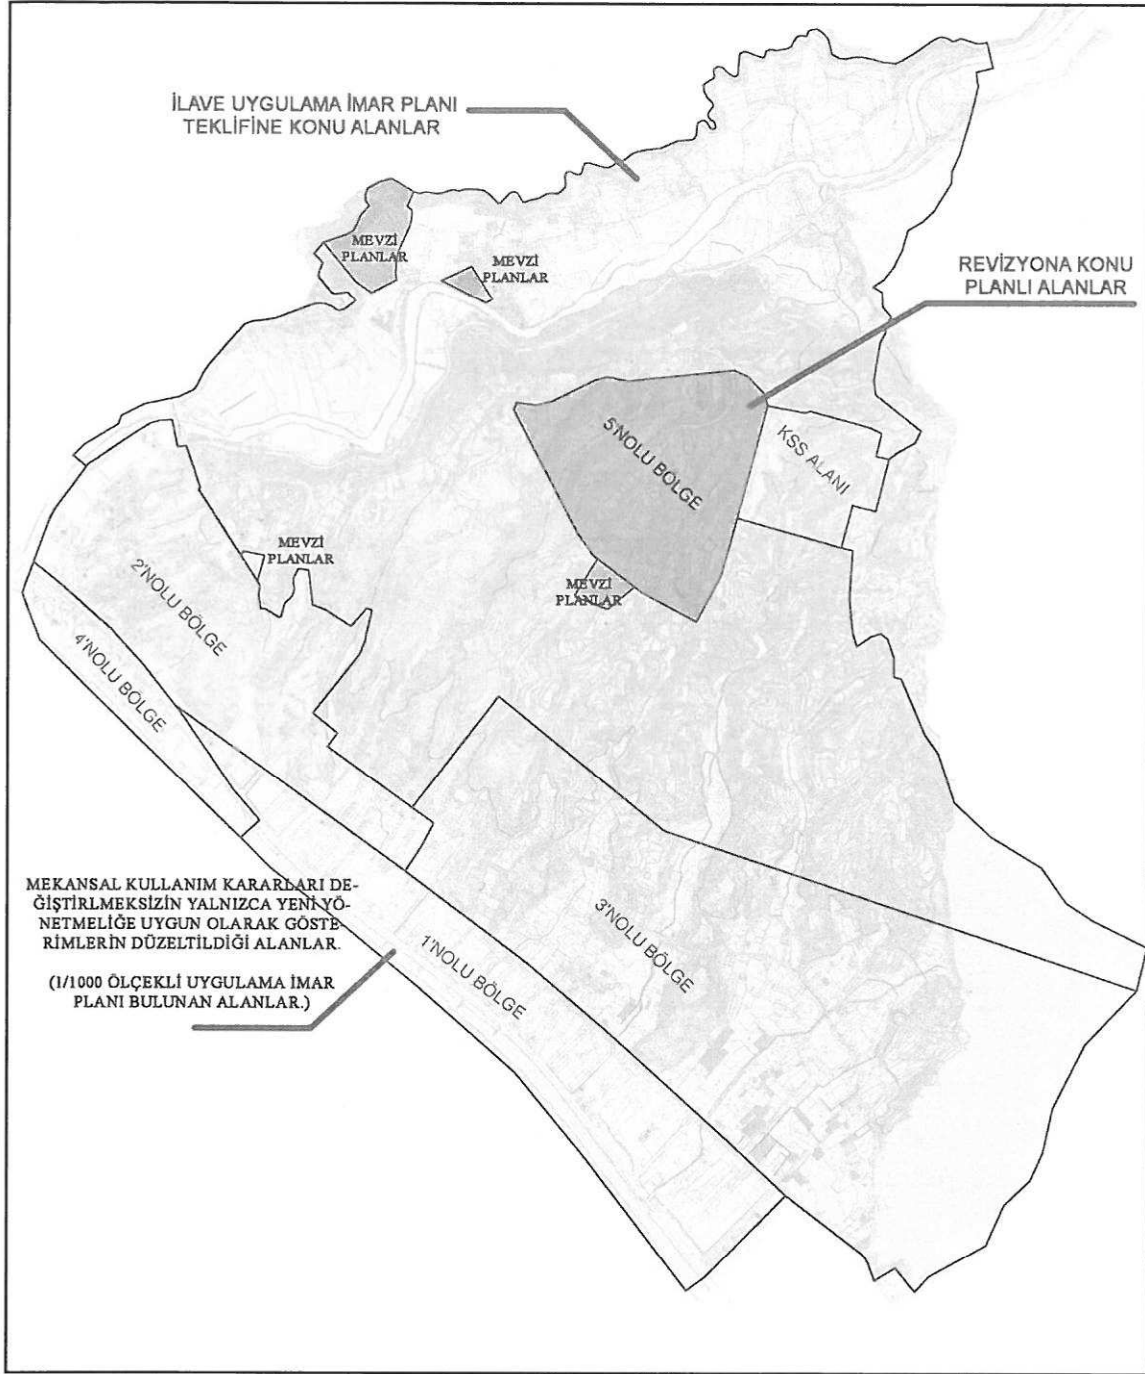 İLAVE UYGULAMA İMAR PLANI
TEKLİFİNE KONU ALANLAR
MEVZİ
PLANLAR
MEVZİ
PLANLAR
REVİZYONA KONU
PLANLI ALANLAR
5'NOLU BÖLGE
KSS ALANI
MEVZİ
PLANLAR
MEVZİ
PLANLAR
2'NOLU BÖLGE
4'NOLU BÖLGE
MEKANSAL KULLANIM KARARLARI DE-
ĞİŞTİRLMEKSİZİN YALNIZCA YENİ YÖ-
NETMELİĞE UYGUN OLARAK GÖSTE-
RİMLERİN DÜZELTİLDİĞİ ALANLAR.
(1/1000 ÖLÇEKLİ UYGULAMA İMAR
PLANI BULUNAN ALANLAR.)
1'NOLU BÖLGE
3'NOLU BÖLGE